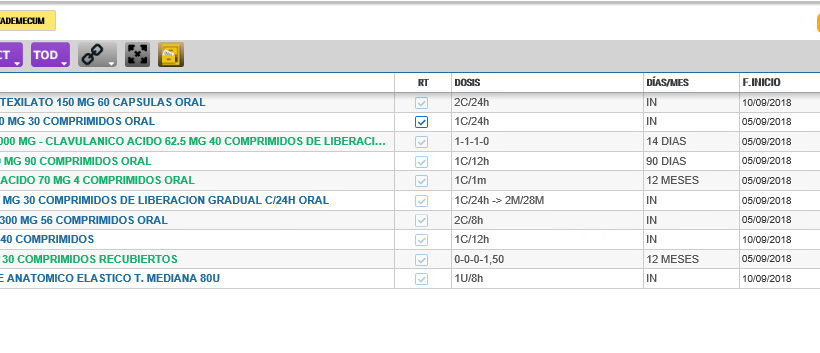 VADEMECUM
CT TOD
RT DOSIS DÍAS/MES F.INICIO
TEXILATO 150 MG 60 CAPSULAS ORAL 2C/24h IN 10/09/2018
0 MG 30 COMPRIMIDOS ORAL 1C/24h IN 05/09/2018
000 MG - CLAVULANICO ACIDO 62.5 MG 40 COMPRIMIDOS DE LIBERACI... 1-1-1-0 14 DIAS 05/09/2018
MG 90 COMPRIMIDOS ORAL 1C/12h 90 DIAS 05/09/2018
ACIDO 70 MG 4 COMPRIMIDOS ORAL 1C/1m 12 MESES 05/09/2018
MG 30 COMPRIMIDOS DE LIBERACION GRADUAL C/24H ORAL 1C/24h -> 2M/28M IN 05/09/2018
300 MG 56 COMPRIMIDOS ORAL 2C/8h IN 05/09/2018
40 COMPRIMIDOS 1C/12h IN 10/09/2018
30 COMPRIMIDOS RECUBIERTOS 0-0-0-1,50 12 MESES 05/09/2018
E ANATOMICO ELASTICO T. MEDIANA 80U 1U/8h IN 10/09/2018